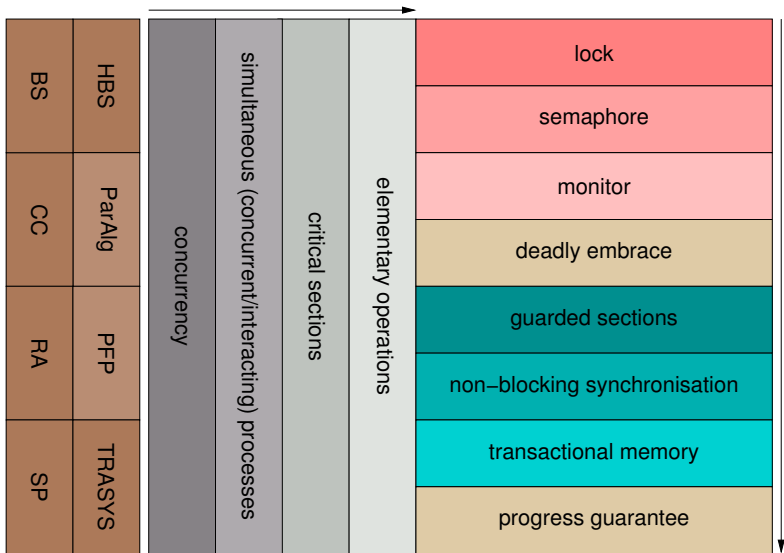 BS
CC
RA
SP
HBS
ParAlg
PFP
TRASYS
concurrency
simultaneous (concurrent/interacting) processes
critical sections
elementary operations
lock
semaphore
monitor
deadly embrace
guarded sections
non−blocking synchronisation
transactional memory
progress guarantee